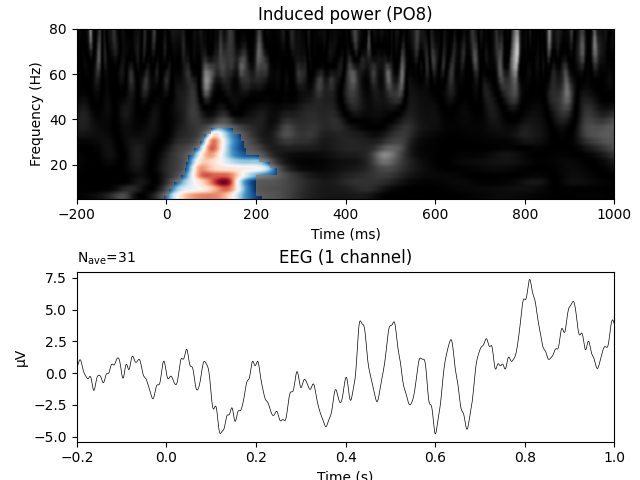 Induced power (PO8)
80
60
40
20
Frequency (Hz)
−200 0 200 400 600 800 1000
Time (ms)
Nave=31
EEG (1 channel)
7.5
5.0
2.5
0.0
−2.5
−5.0
µV
−0.2 0.0 0.2 0.4 0.6 0.8 1.0
Time (s)